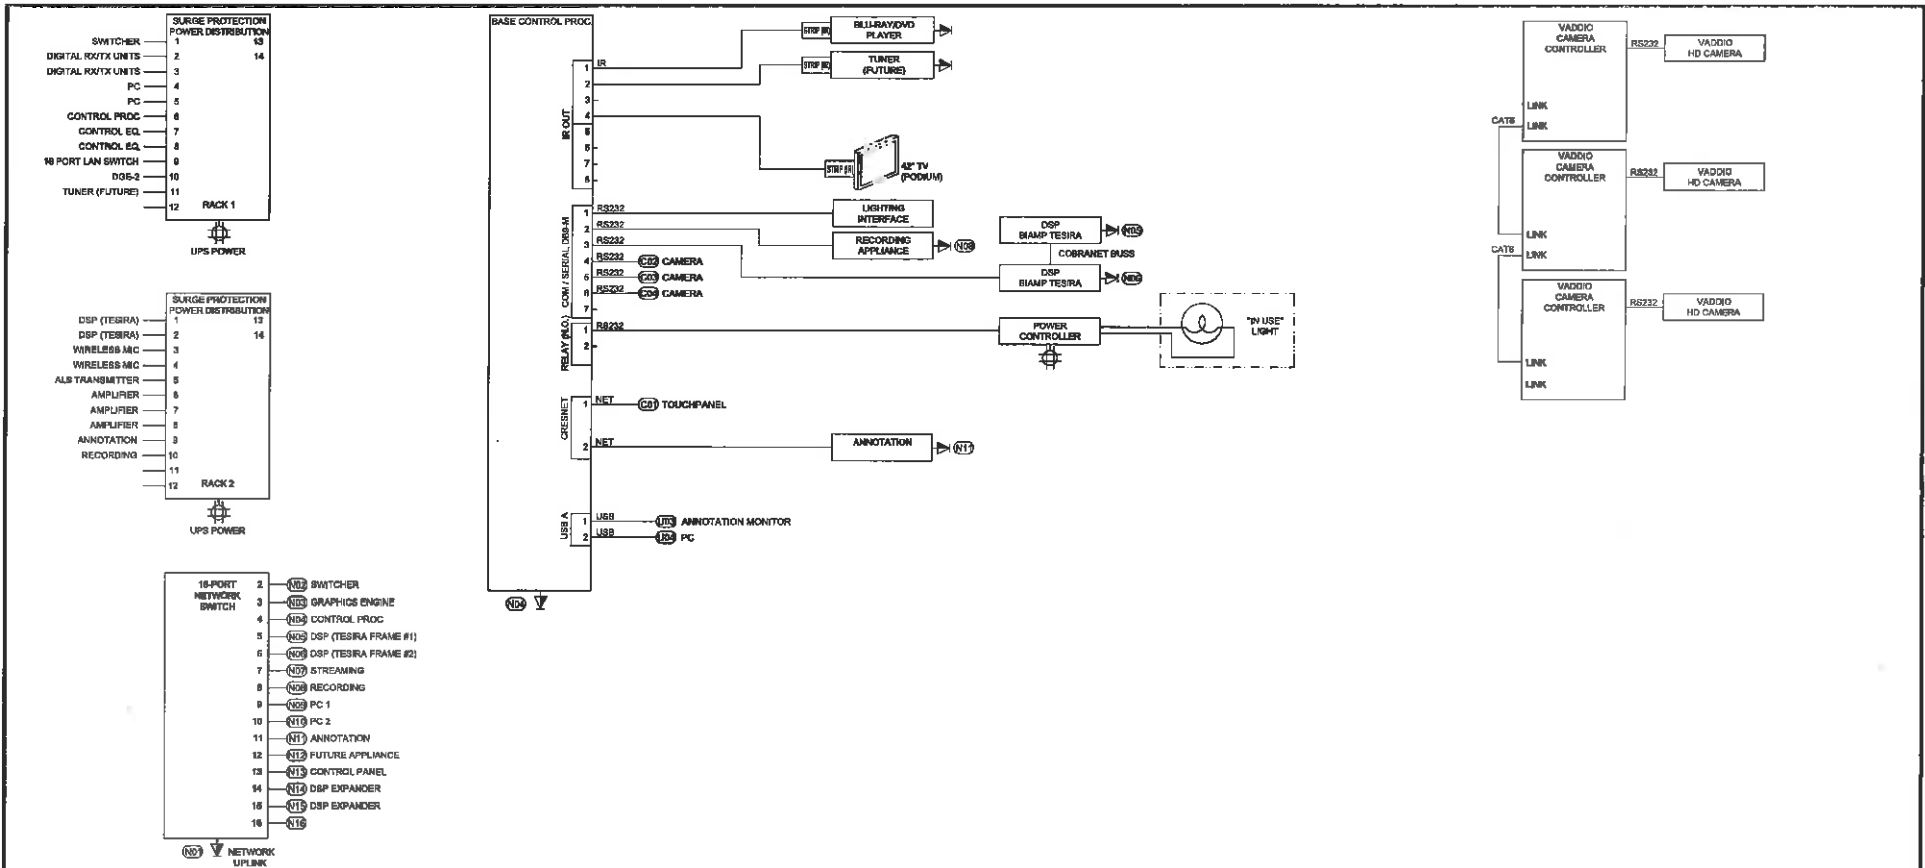 SURGE PROTECTION
POWER DISTRIBUTION
SWITCHER 1 13
DIGITAL RX/TX UNITS 2 14
DIGITAL RX/TX UNITS 3
PC 4
PC 5
CONTROL PROC 6
CONTROL EQ. 7
CONTROL EQ. 8
16 PORT LAN SWITCH 9
DGE-2 10
TUNER (FUTURE) 11
12 RACK 1
UPS POWER
SURGE PROTECTION
POWER DISTRIBUTION
DSP (TESIRA) 1 13
DSP (TESIRA) 2 14
WIRELESS MIC 3
WIRELESS MIC 4
ALS TRANSMITTER 5
AMPLIFIER 6
AMPLIFIER 7
AMPLIFIER 8
ANNOTATION 9
RECORDING 10
11
12 RACK 2
UPS POWER
16-PORT
NETWORK
SWITCH
2 N02 SWITCHER
3 N03 GRAPHICS ENGINE
4 N04 CONTROL PROC
5 N05 DSP (TESIRA FRAME #1)
6 N06 DSP (TESIRA FRAME #2)
7 N07 STREAMING
8 N08 RECORDING
9 N09 PC 1
10 N10 PC 2
11 N11 ANNOTATION
12 N12 FUTURE APPLIANCE
13 N13 CONTROL PANEL
14 N14 DSP EXPANDER
15 N15 DSP EXPANDER
16 N16
N01 NETWORK
UPLINK
BASE CONTROL PROC
IR OUT
1 IR
2
3
4
5
6
7
8
STRIP (IR) BLU-RAY/DVD
PLAYER
STRIP (IR) TUNER
(FUTURE)
STRIP (IR) 42" TV
(PODIUM)
COM / SERIAL DB9-M
1 RS232
2 RS232
3 RS232
4 RS232 C02 CAMERA
5 RS232 C03 CAMERA
6 RS232 C04 CAMERA
7
LIGHTING
INTERFACE
RECORDING
APPLIANCE N08
DSP
BIAMP TESIRA N05
COBRANET BUSS
DSP
BIAMP TESIRA N06
RELAY (N.O.)
1 RS232
2
POWER
CONTROLLER
"IN USE"
LIGHT
CRESNET
1 NET C01 TOUCHPANEL
2 NET
ANNOTATION N11
USB A
1 USB U03 ANNOTATION MONITOR
2 USB U04 PC
N04
VADDIO
CAMERA
CONTROLLER
RS232 VADDIO
HD CAMERA
LINK
CAT6 LINK
VADDIO
CAMERA
CONTROLLER
RS232 VADDIO
HD CAMERA
LINK
CAT6 LINK
VADDIO
CAMERA
CONTROLLER
RS232 VADDIO
HD CAMERA
LINK
LINK